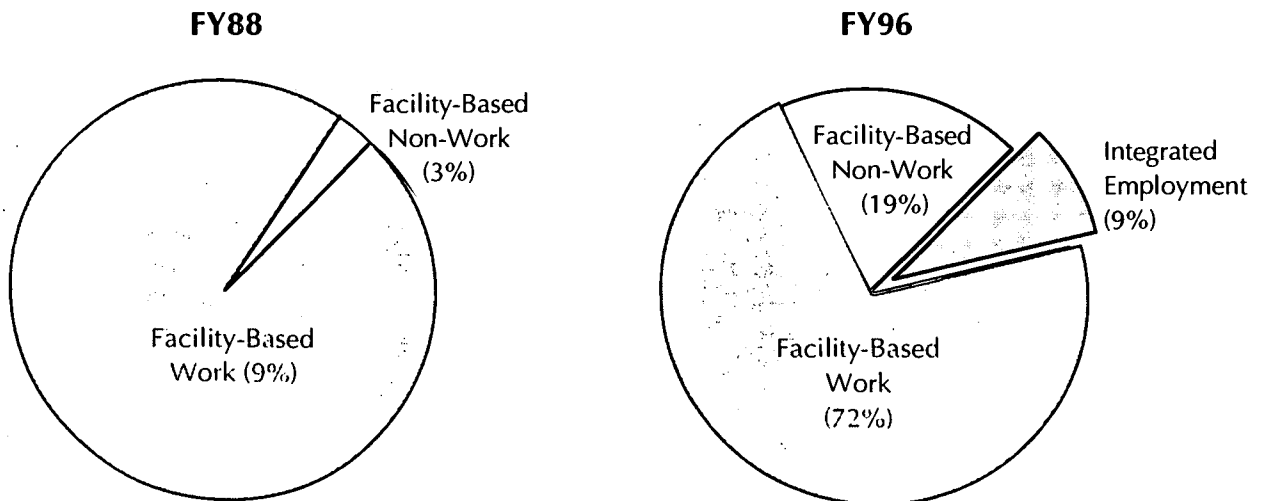 FY88
Facility-Based
Non-Work
(3%)
Facility-Based
Work (9%)
FY96
Facility-Based
Non-Work
(19%)
Integrated
Employment
(9%)
Facility-Based
Work
(72%)